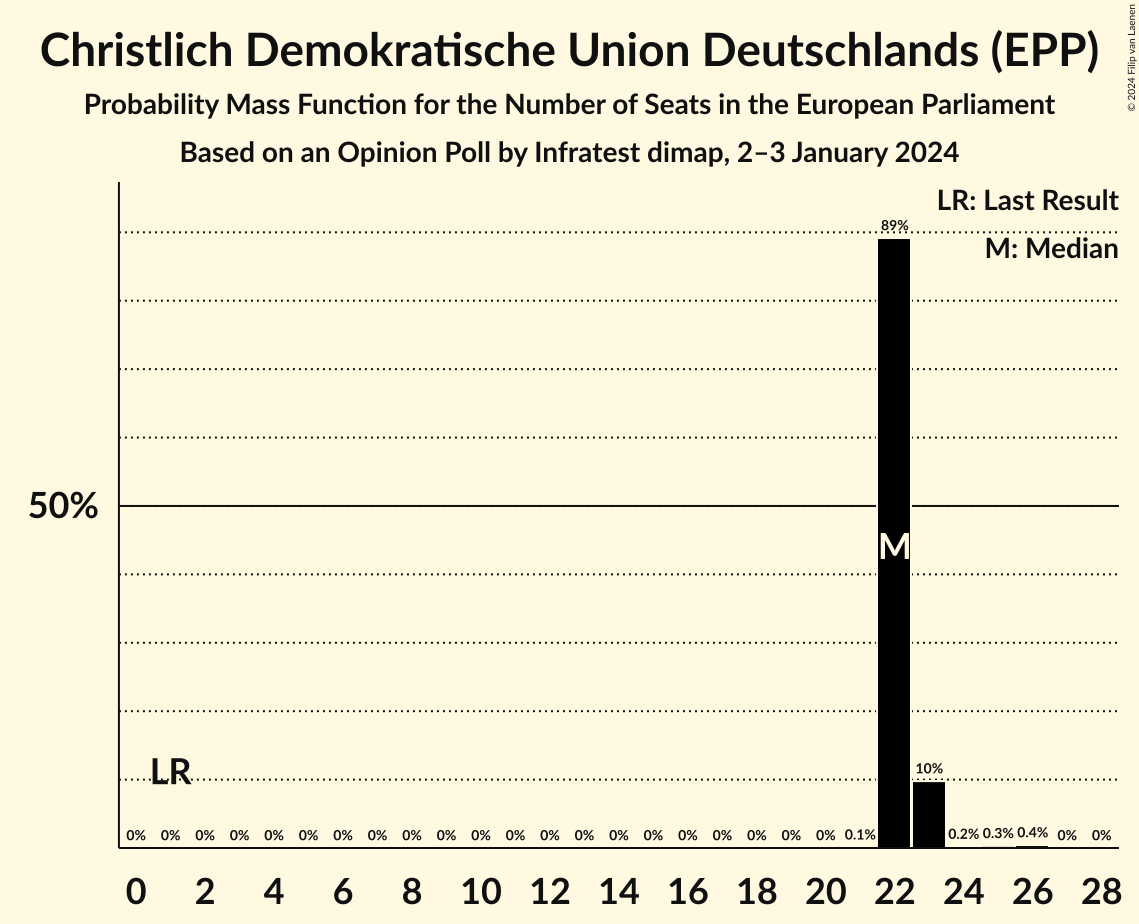 Christlich Demokratische Union Deutschlands (EPP)
Probability Mass Function for the Number of Seats in the European Parliament
Based on an Opinion Poll by Infratest dimap, 2–3 January 2024
© 2024 Filip van Laenen
LR: Last Result
M: Median
89%
50%
M
LR
10%
0% 0% 0% 0% 0% 0% 0% 0% 0% 0% 0% 0% 0% 0% 0% 0% 0% 0% 0% 0% 0% 0.1% 0.2% 0.3% 0.4% 0% 0%
0 2 4 6 8 10 12 14 16 18 20 22 24 26 28